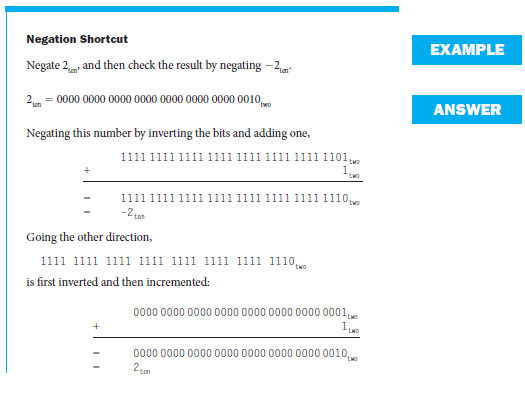 Negation Shortcut
EXAMPLE
Negate 2ten, and then check the result by negating −2ten.
2ten = 0000 0000 0000 0000 0000 0000 0000 0010two
ANSWER
Negating this number by inverting the bits and adding one,
1111 1111 1111 1111 1111 1111 1111 1101two
+ 1two
– 1111 1111 1111 1111 1111 1111 1111 1110two
– -2ten
Going the other direction,
1111 1111 1111 1111 1111 1111 1111 1110two
is first inverted and then incremented:
0000 0000 0000 0000 0000 0000 0000 0001two
+ 1two
– 0000 0000 0000 0000 0000 0000 0000 0010two
– 2ten